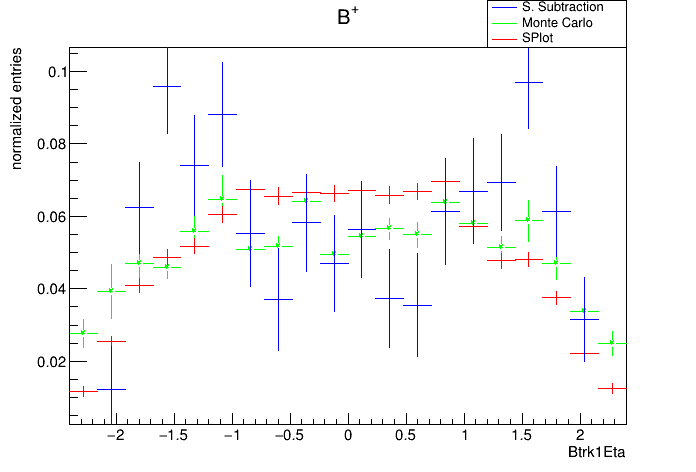 B+
S. Subtraction
Monte Carlo
SPlot
normalized entries
0.1
0.08
0.06
0.04
0.02
−2 −1.5 −1 −0.5 0 0.5 1 1.5 2
Btrk1Eta